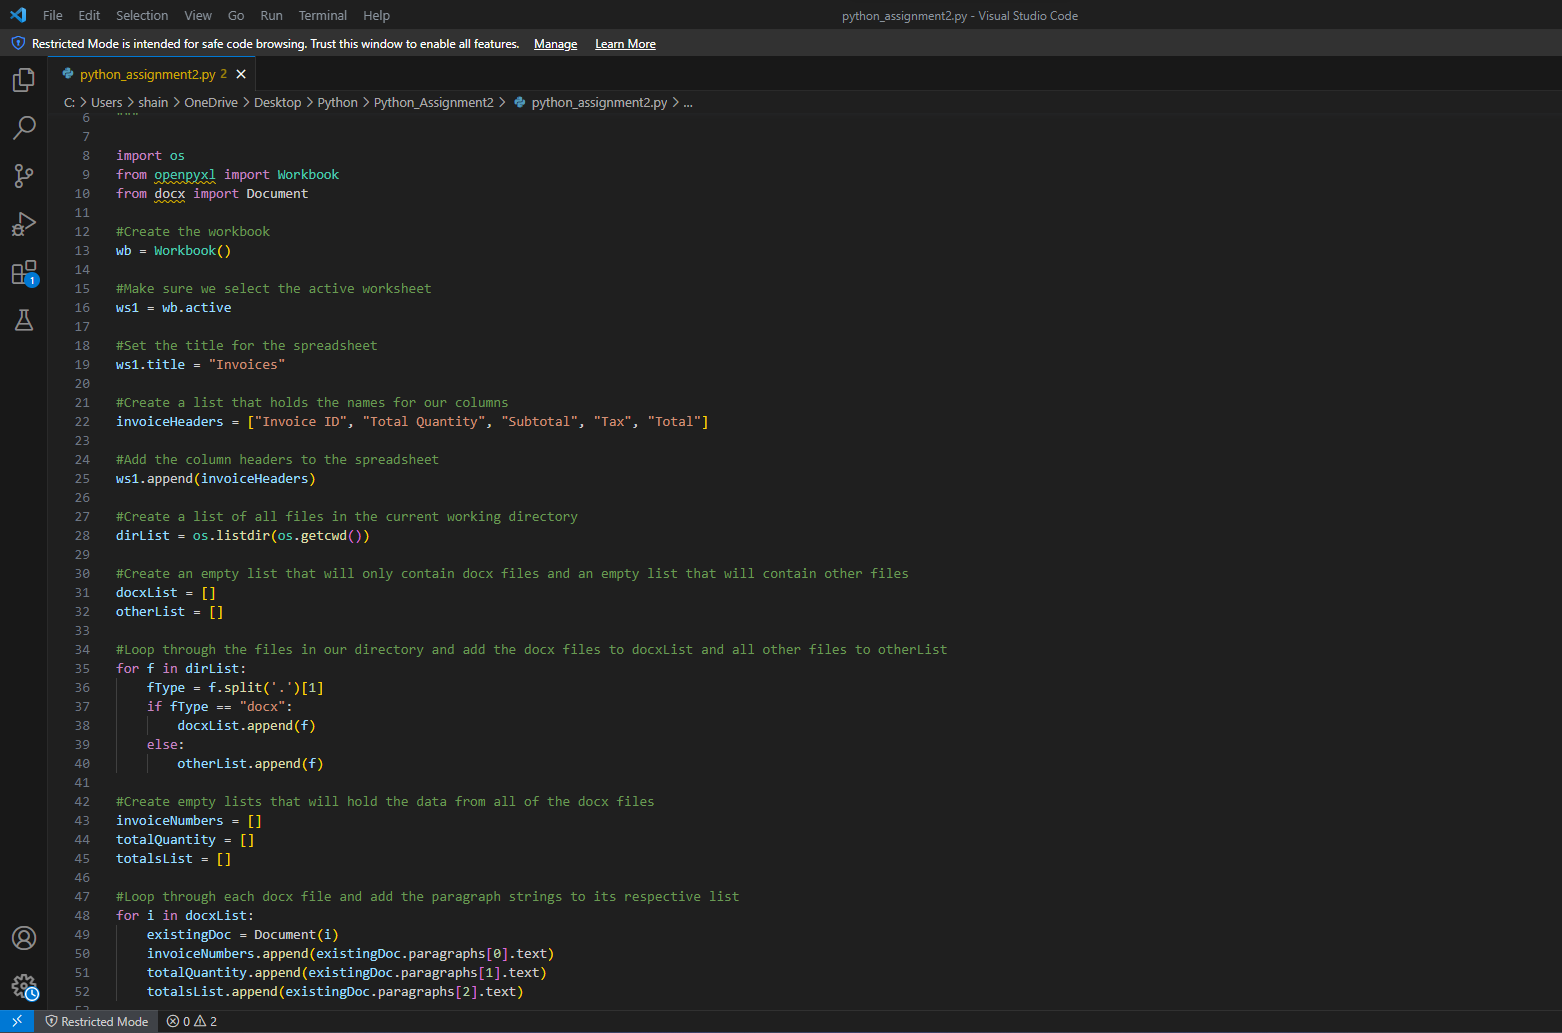 File Edit Selection View Go Run Terminal Help python_assignment2.py - Visual Studio Code
Restricted Mode is intended for safe code browsing. Trust this window to enable all features. Manage Learn More
python_assignment2.py 2
C: > Users > shain > OneDrive > Desktop > Python > Python_Assignment2 > python_assignment2.py > ...
6 """
7
8 import os
9 from openpyxl import Workbook
10 from docx import Document
11
12 #Create the workbook
13 wb = Workbook()
14
15 #Make sure we select the active worksheet
16 ws1 = wb.active
17
18 #Set the title for the spreadsheet
19 ws1.title = "Invoices"
20
21 #Create a list that holds the names for our columns
22 invoiceHeaders = ["Invoice ID", "Total Quantity", "Subtotal", "Tax", "Total"]
23
24 #Add the column headers to the spreadsheet
25 ws1.append(invoiceHeaders)
26
27 #Create a list of all files in the current working directory
28 dirList = os.listdir(os.getcwd())
29
30 #Create an empty list that will only contain docx files and an empty list that will contain other files
31 docxList = []
32 otherList = []
33
34 #Loop through the files in our directory and add the docx files to docxList and all other files to otherList
35 for f in dirList:
36 fType = f.split('.')[1]
37 if fType == "docx":
38 docxList.append(f)
39 else:
40 otherList.append(f)
41
42 #Create empty lists that will hold the data from all of the docx files
43 invoiceNumbers = []
44 totalQuantity = []
45 totalsList = []
46
47 #Loop through each docx file and add the paragraph strings to its respective list
48 for i in docxList:
49 existingDoc = Document(i)
50 invoiceNumbers.append(existingDoc.paragraphs[0].text)
51 totalQuantity.append(existingDoc.paragraphs[1].text)
52 totalsList.append(existingDoc.paragraphs[2].text)
53
1
Restricted Mode 0 2